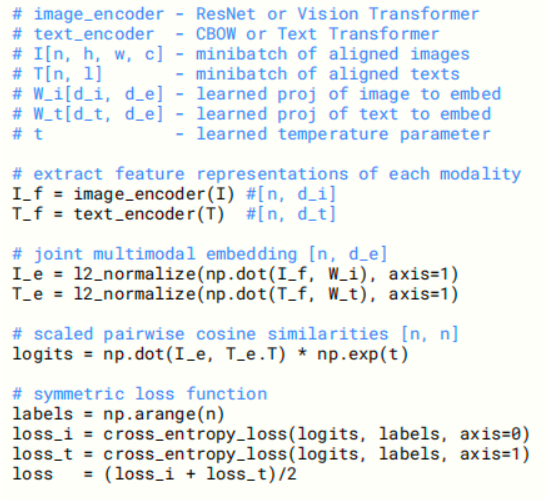 # image_encoder - ResNet or Vision Transformer
# text_encoder  - CBOW or Text Transformer
# I[n, h, w, c] - minibatch of aligned images
# T[n, l]       - minibatch of aligned texts
# W_i[d_i, d_e] - learned proj of image to embed
# W_t[d_t, d_e] - learned proj of text to embed
# t             - learned temperature parameter

# extract feature representations of each modality
I_f = image_encoder(I) #[n, d_i]
T_f = text_encoder(T)  #[n, d_t]

# joint multimodal embedding [n, d_e]
I_e = l2_normalize(np.dot(I_f, W_i), axis=1)
T_e = l2_normalize(np.dot(T_f, W_t), axis=1)

# scaled pairwise cosine similarities [n, n]
logits = np.dot(I_e, T_e.T) * np.exp(t)

# symmetric loss function
labels = np.arange(n)
loss_i = cross_entropy_loss(logits, labels, axis=0)
loss_t = cross_entropy_loss(logits, labels, axis=1)
loss   = (loss_i + loss_t)/2